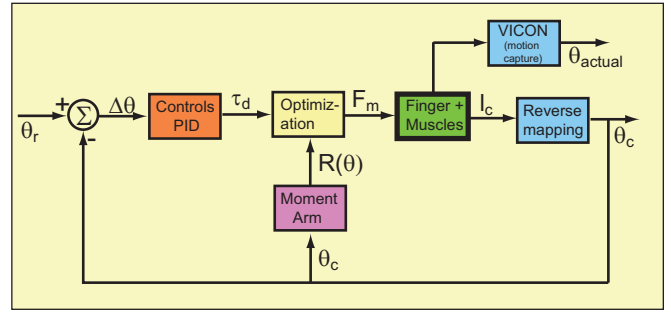 VICON
(motion
capture)
θactual
+
Σ
-
θr
Δθ
Controls
PID
τd
Optimiz-
ation
Fm
Finger +
Muscles
lc
Reverse
mapping
θc
R(θ)
Moment
Arm
θc